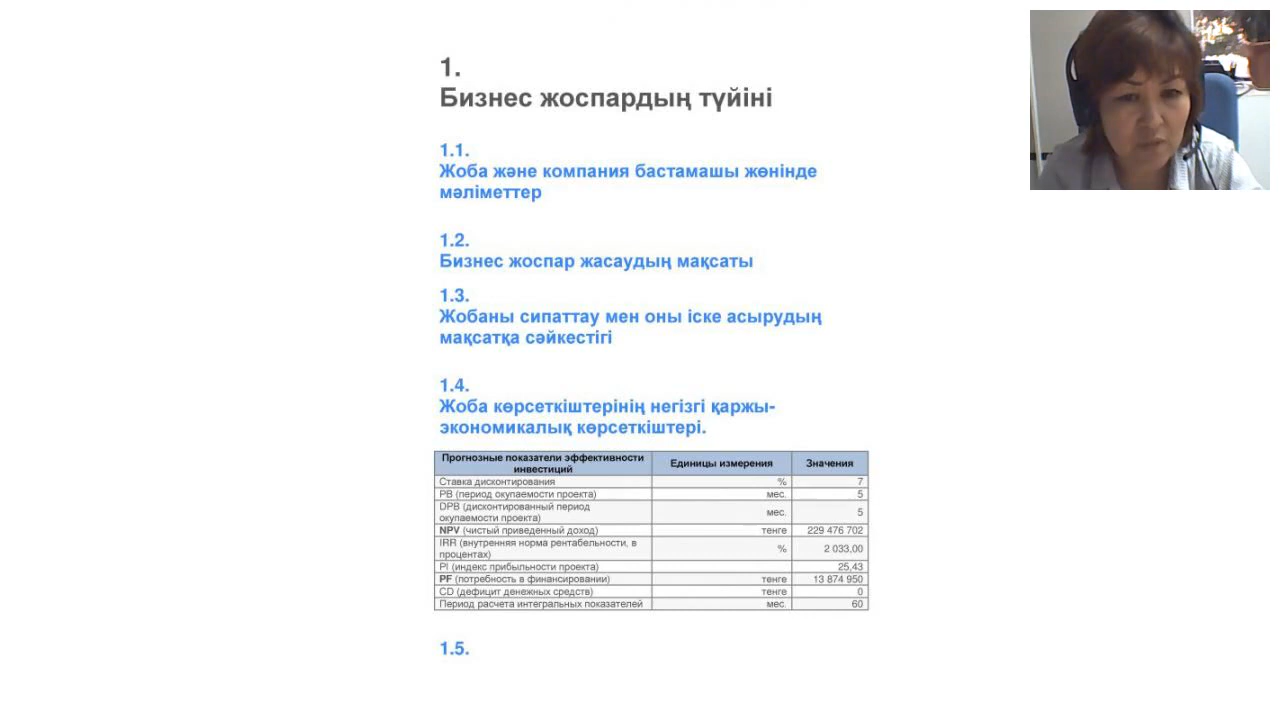 1.
Бизнес жоспардың түйіні
1.1.
Жоба және компания бастамашы жөнінде
мәліметтер
1.2.
Бизнес жоспар жасаудың мақсаты
1.3.
Жобаны сипаттау мен оны іске асырудың
мақсатқа сәйкестігі
1.4.
Жоба көрсеткіштерінің негізгі қаржы-
экономикалық көрсеткіштері.
Прогнозные показатели эффективности
инвестиций
Единицы измерения
Значения
Ставка дисконтирования % 7
PB (период окупаемости проекта) мес. 5
DPB (дисконтированный период
окупаемости проекта) мес. 5
NPV (чистый приведенный доход) тенге 229 476 702
IRR (внутренняя норма рентабельности, в
процентах) % 2 033,00
PI (индекс прибыльности проекта) 25,43
PF (потребность в финансировании) тенге 13 874 950
CD (дефицит денежных средств) тенге 0
Период расчета интегральных показателей мес. 60
1.5.